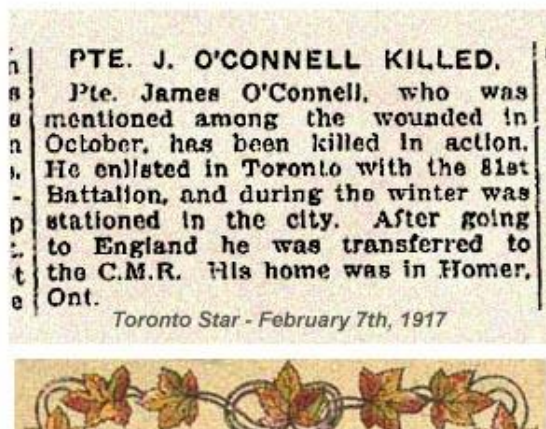 PTE. J. O'CONNELL KILLED.
Pte. James O'Connell, who was
mentioned among the wounded in
October, has been killed in action.
He enlisted in Toronto with the 81st
Battalion, and during the winter was
stationed in the city. After going
to England he was transferred to
the C.M.R. His home was in Homer,
Ont.
Toronto Star - February 7th, 1917